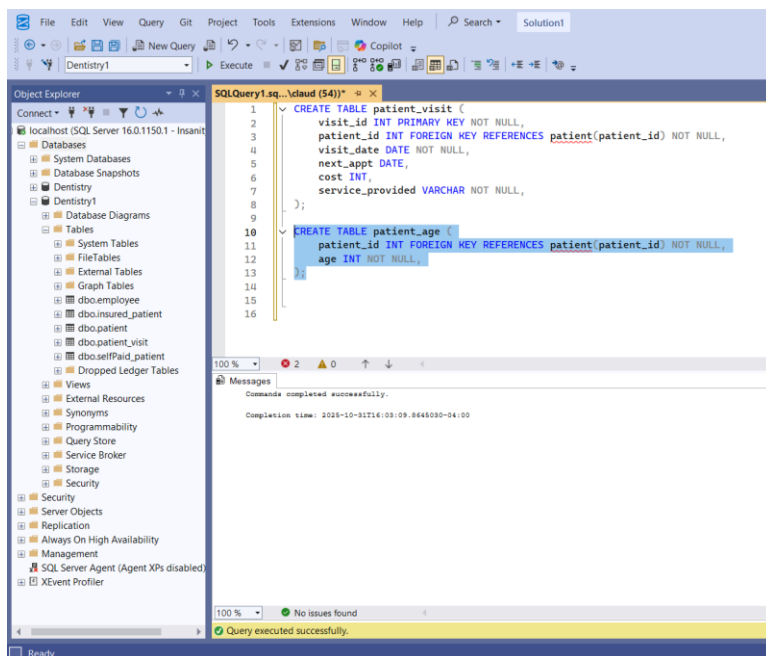 File Edit View Query Git Project Tools Extensions Window Help Search Solution1
New Query Copilot
Dentistry1 Execute
Object Explorer
Connect
localhost (SQL Server 16.0.1150.1 - Insanit
Databases
System Databases
Database Snapshots
Dentistry
Dentistry1
Database Diagrams
Tables
System Tables
FileTables
External Tables
Graph Tables
dbo.employee
dbo.insured_patient
dbo.patient
dbo.patient_visit
dbo.selfPaid_patient
Dropped Ledger Tables
Views
External Resources
Synonyms
Programmability
Query Store
Service Broker
Storage
Security
Security
Server Objects
Replication
Always On High Availability
Management
SQL Server Agent (Agent XPs disabled)
XEvent Profiler
SQLQuery1.sq...\claud (54))*
1 CREATE TABLE patient_visit (
2 visit_id INT PRIMARY KEY NOT NULL,
3 patient_id INT FOREIGN KEY REFERENCES patient(patient_id) NOT NULL,
4 visit_date DATE NOT NULL,
5 next_appt DATE,
6 cost INT,
7 service_provided VARCHAR NOT NULL,
8 );
9
10 CREATE TABLE patient_age (
11 patient_id INT FOREIGN KEY REFERENCES patient(patient_id) NOT NULL,
12 age INT NOT NULL,
13 );
14
15
16
100 % 2 0
Messages
Commands completed successfully.
Completion time: 2025-10-31T16:03:09.8645030-04:00
100 % No issues found
Query executed successfully.
Ready